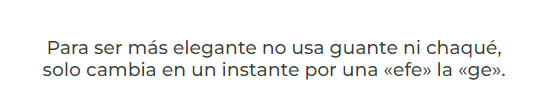 Para ser más elegante no usa guante ni chaqué,
solo cambia en un instante por una «efe» la «ge».